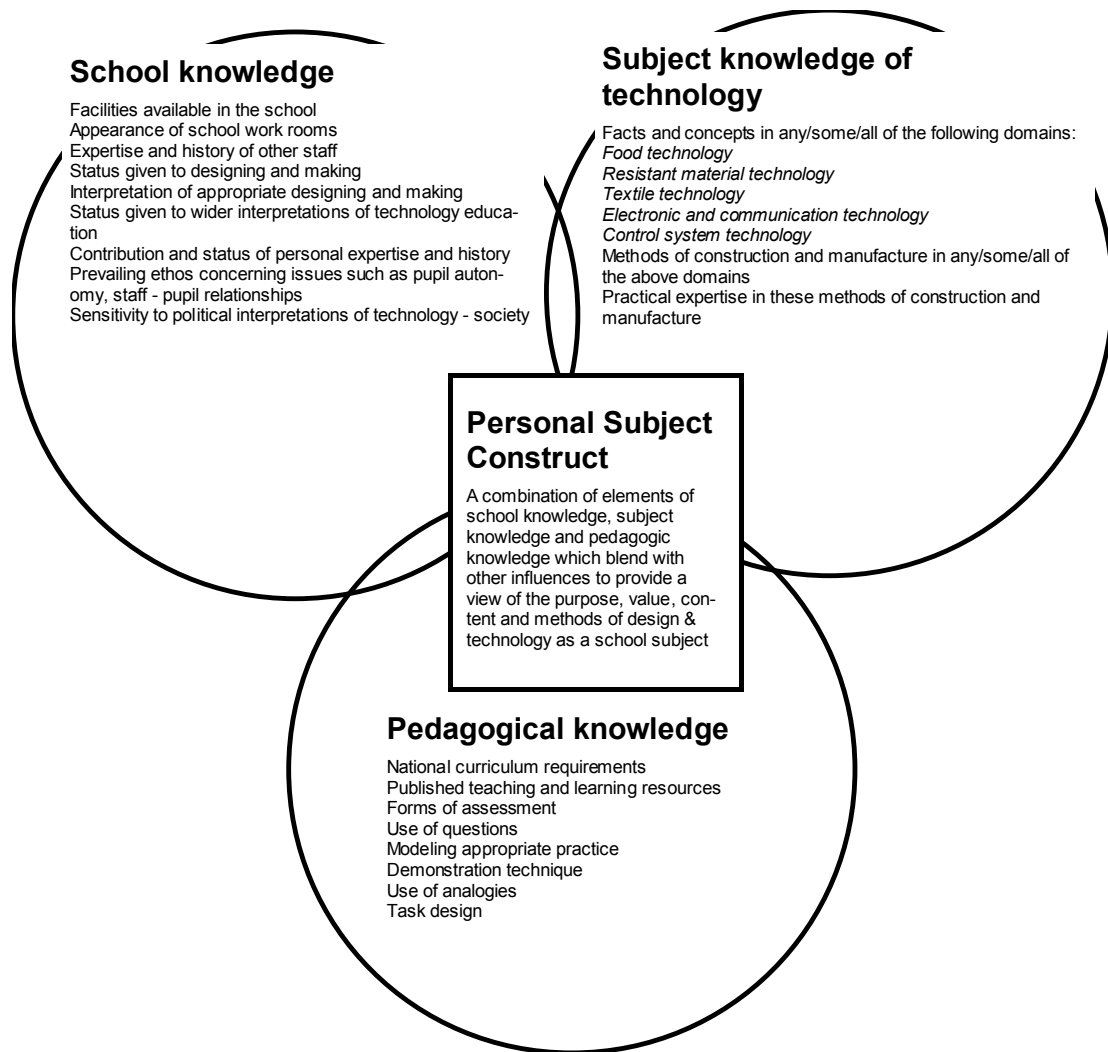 School knowledge
Facilities available in the school
Appearance of school work rooms
Expertise and history of other staff
Status given to designing and making
Interpretation of appropriate designing and making
Status given to wider interpretations of technology educa-
tion
Contribution and status of personal expertise and history
Prevailing ethos concerning issues such as pupil auton-
omy, staff - pupil relationships
Sensitivity to political interpretations of technology - society
Subject knowledge of
technology
Facts and concepts in any/some/all of the following domains:
Food technology
Resistant material technology
Textile technology
Electronic and communication technology
Control system technology
Methods of construction and manufacture in any/some/all of
the above domains
Practical expertise in these methods of construction and
manufacture
Personal Subject
Construct
A combination of elements of
school knowledge, subject
knowledge and pedagogic
knowledge which blend with
other influences to provide a
view of the purpose, value, con-
tent and methods of design &
technology as a school subject
Pedagogical knowledge
National curriculum requirements
Published teaching and learning resources
Forms of assessment
Use of questions
Modeling appropriate practice
Demonstration technique
Use of analogies
Task design